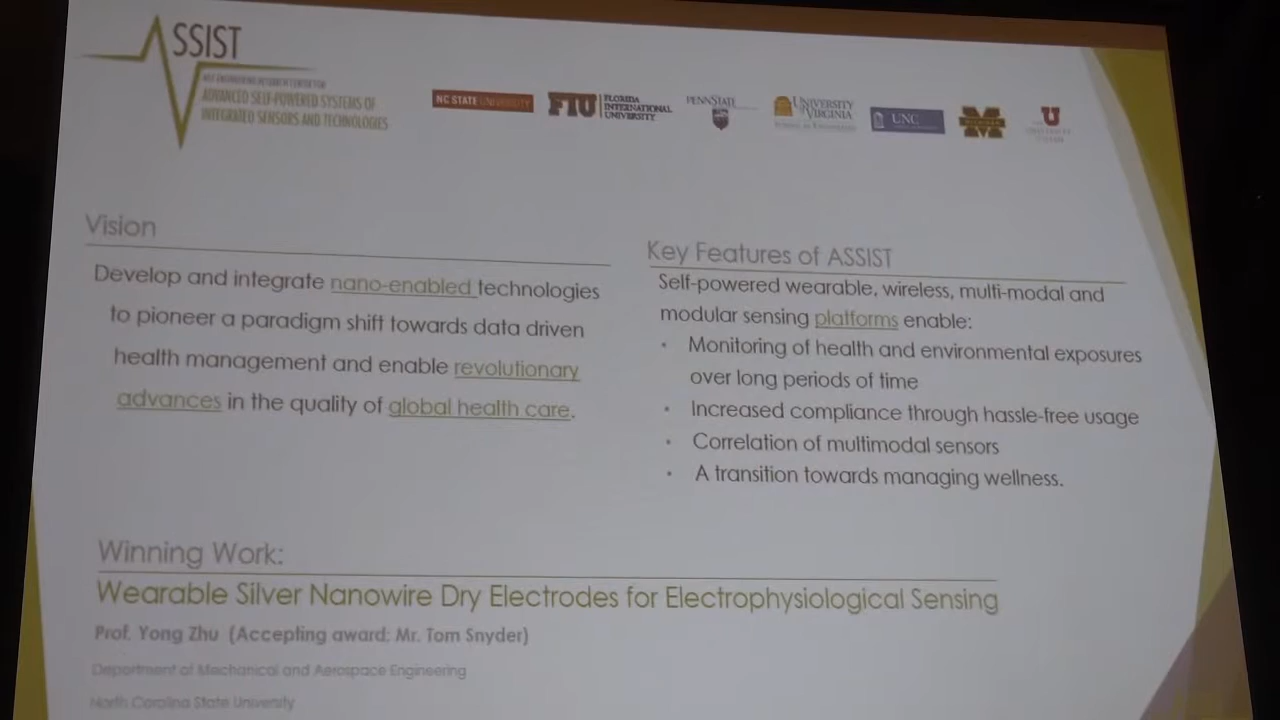 ASSIST
NSF ENGINEERING RESEARCH CENTER FOR
ADVANCED SELF-POWERED SYSTEMS OF
INTEGRATED SENSORS AND TECHNOLOGIES
NC STATE UNIVERSITY
FIU FLORIDA INTERNATIONAL UNIVERSITY
PENNSTATE
UNIVERSITY of VIRGINIA
UNC
M
U
Vision
Develop and integrate nano-enabled technologies
to pioneer a paradigm shift towards data driven
health management and enable revolutionary
advances in the quality of global health care.
Key Features of ASSIST
Self-powered wearable, wireless, multi-modal and
modular sensing platforms enable:
• Monitoring of health and environmental exposures
over long periods of time
• Increased compliance through hassle-free usage
• Correlation of multimodal sensors
• A transition towards managing wellness.
Winning Work:
Wearable Silver Nanowire Dry Electrodes for Electrophysiological Sensing
Prof. Yong Zhu (Accepting award: Mr. Tom Snyder)
Department of Mechanical and Aerospace Engineering
North Carolina State University